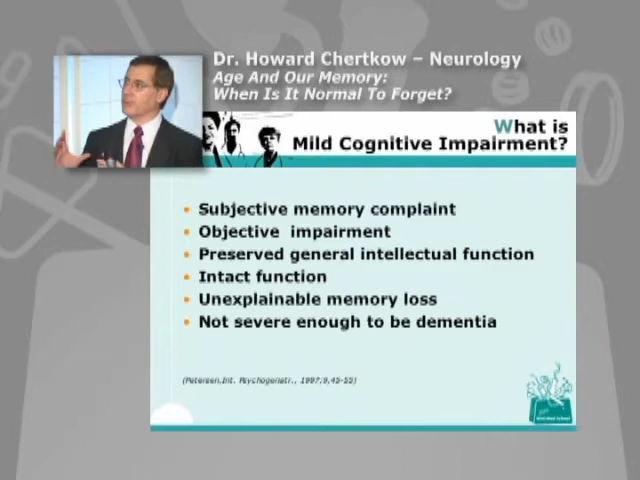 Dr. Howard Chertkow – Neurology
Age And Our Memory:
When Is It Normal To Forget?
What is
Mild Cognitive Impairment?
• Subjective memory complaint
• Objective impairment
• Preserved general intellectual function
• Intact function
• Unexplainable memory loss
• Not severe enough to be dementia
(Petersen,Int. Psychogeriatr., 1997;9,45-55)